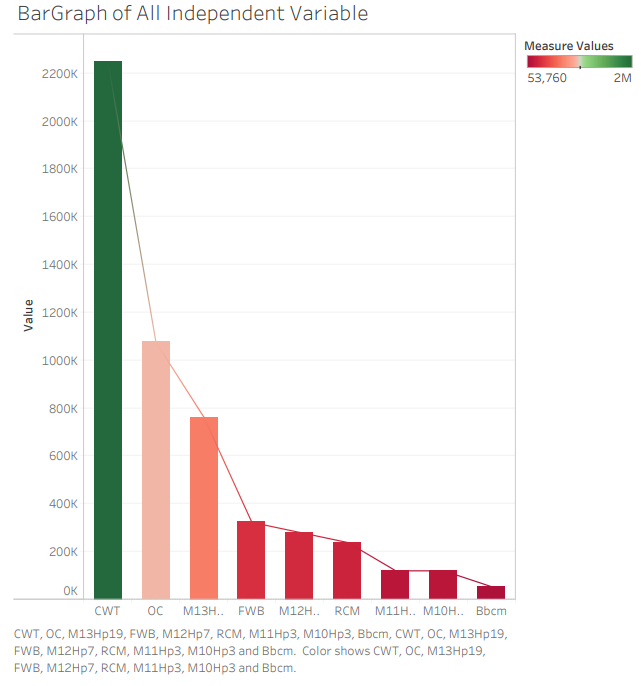 BarGraph of All Independent Variable
Measure Values
53,760 2M
2200K
2000K
1800K
1600K
1400K
1200K
1000K
800K
600K
400K
200K
0K
Value
CWT OC M13H.. FWB M12H.. RCM M11H.. M10H.. Bbcm
CWT, OC, M13Hp19, FWB, M12Hp7, RCM, M11Hp3, M10Hp3, Bbcm, CWT, OC, M13Hp19,
FWB, M12Hp7, RCM, M11Hp3, M10Hp3 and Bbcm. Color shows CWT, OC, M13Hp19,
FWB, M12Hp7, RCM, M11Hp3, M10Hp3 and Bbcm.